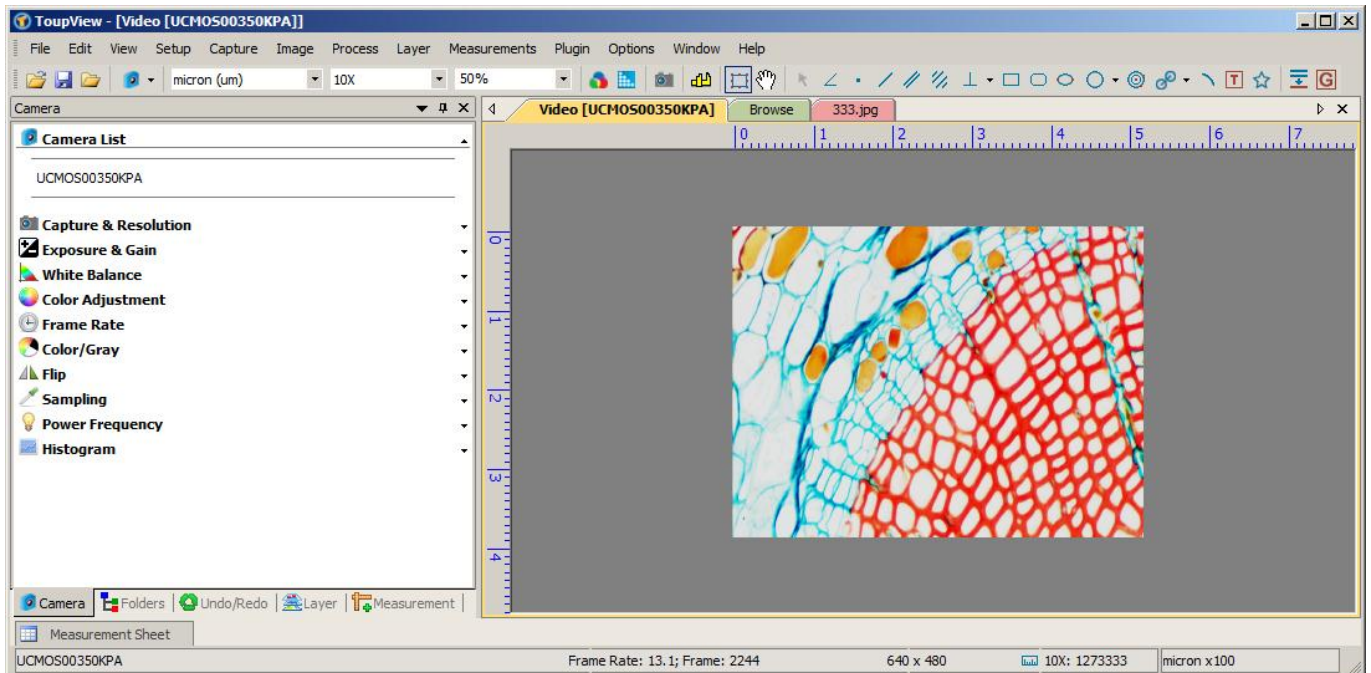 ToupView - [Video [UCMOS00350KPA]]
File Edit View Setup Capture Image Process Layer Measurements Plugin Options Window Help
micron (um) 10X 50% T G
Camera
Video [UCMOS00350KPA] Browse 333.jpg
Camera List
0 1 2 3 4 5 6 7
UCMOS00350KPA
Capture & Resolution
Exposure & Gain
White Balance
Color Adjustment
Frame Rate
Color/Gray
Flip
Sampling
Power Frequency
Histogram
0
1
2
3
4
Camera Folders Undo/Redo Layer Measurement
Measurement Sheet
UCMOS00350KPA Frame Rate: 13.1; Frame: 2244 640 x 480 10X: 1273333 micron x100